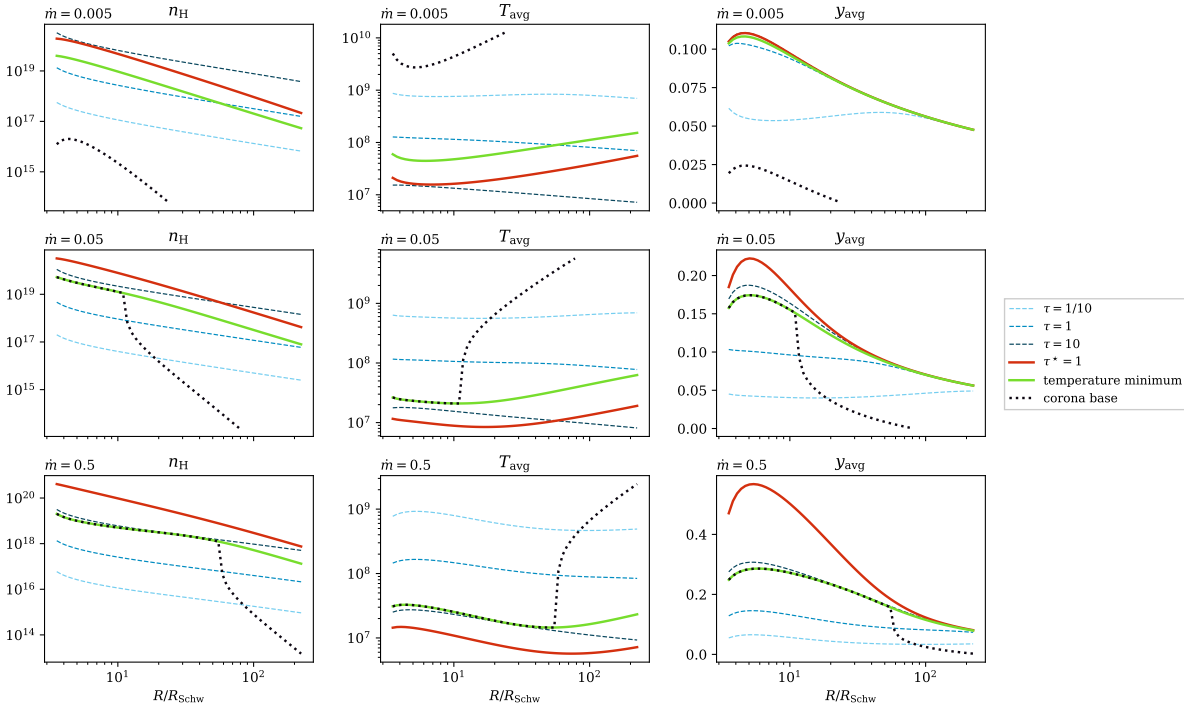 ṁ = 0.005 n_H
ṁ = 0.005 T_avg
ṁ = 0.005 y_avg
10^19
10^17
10^15
10^10
10^9
10^8
10^7
0.100
0.075
0.050
0.025
0.000
ṁ = 0.05 n_H
ṁ = 0.05 T_avg
ṁ = 0.05 y_avg
10^19
10^17
10^15
10^9
10^8
10^7
0.20
0.15
0.10
0.05
0.00
τ = 1/10
τ = 1
τ = 10
τ* = 1
temperature minimum
corona base
ṁ = 0.5 n_H
ṁ = 0.5 T_avg
ṁ = 0.5 y_avg
10^20
10^18
10^16
10^14
10^9
10^8
10^7
0.4
0.2
0.0
10^1 10^2
R/R_Schw
10^1 10^2
R/R_Schw
10^1 10^2
R/R_Schw